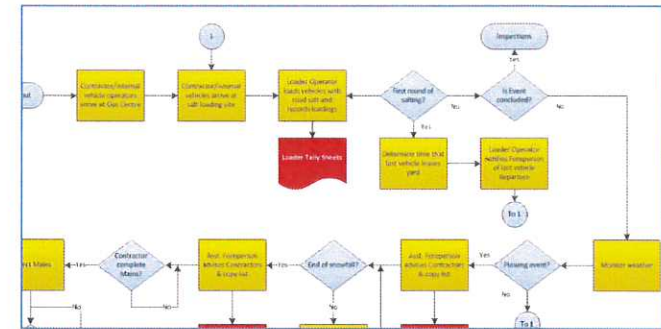 1
Inspections
Yes
out
Contractor/Internal
vehicle operators
arrive at Ops Centre
Contractor/Internal
vehicles arrive at
salt loading site
Loader Operator
loads vehicles with
road salt and
records loadings
First round of
salting?
No
Is Event
concluded?
No
Yes
Loader Tally Sheets
Determine time that
last vehicle leaves
yard
Loader Operator
notifies Foreperson
of last vehicle
departure
To 1
Mains
Yes
Contractor
complete
Mains?
No
Asst. Foreperson
advises Contractors
& copy list
Yes
End of snowfall?
No
Asst. Foreperson
advises Contractors
& copy list
Yes
Plowing event?
No
Monitor weather
No
To 1